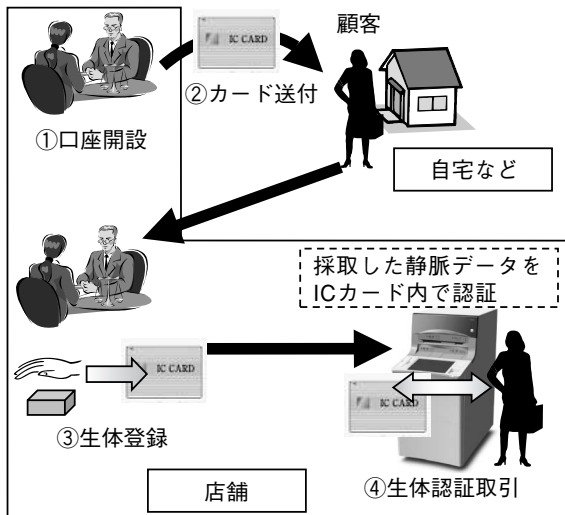 IC CARD
顧客
②カード送付
①口座開設
自宅など
採取した静脈データを
ICカード内で認証
IC CARD
IC CARD
③生体登録
④生体認証取引
店舗